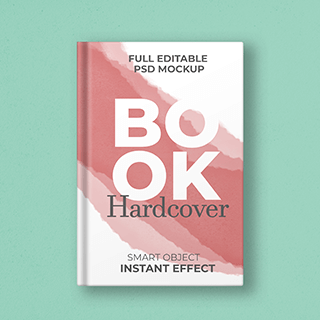 FULL EDITABLE
PSD MOCKUP
BO
OK
Hardcover
SMART OBJECT
INSTANT EFFECT